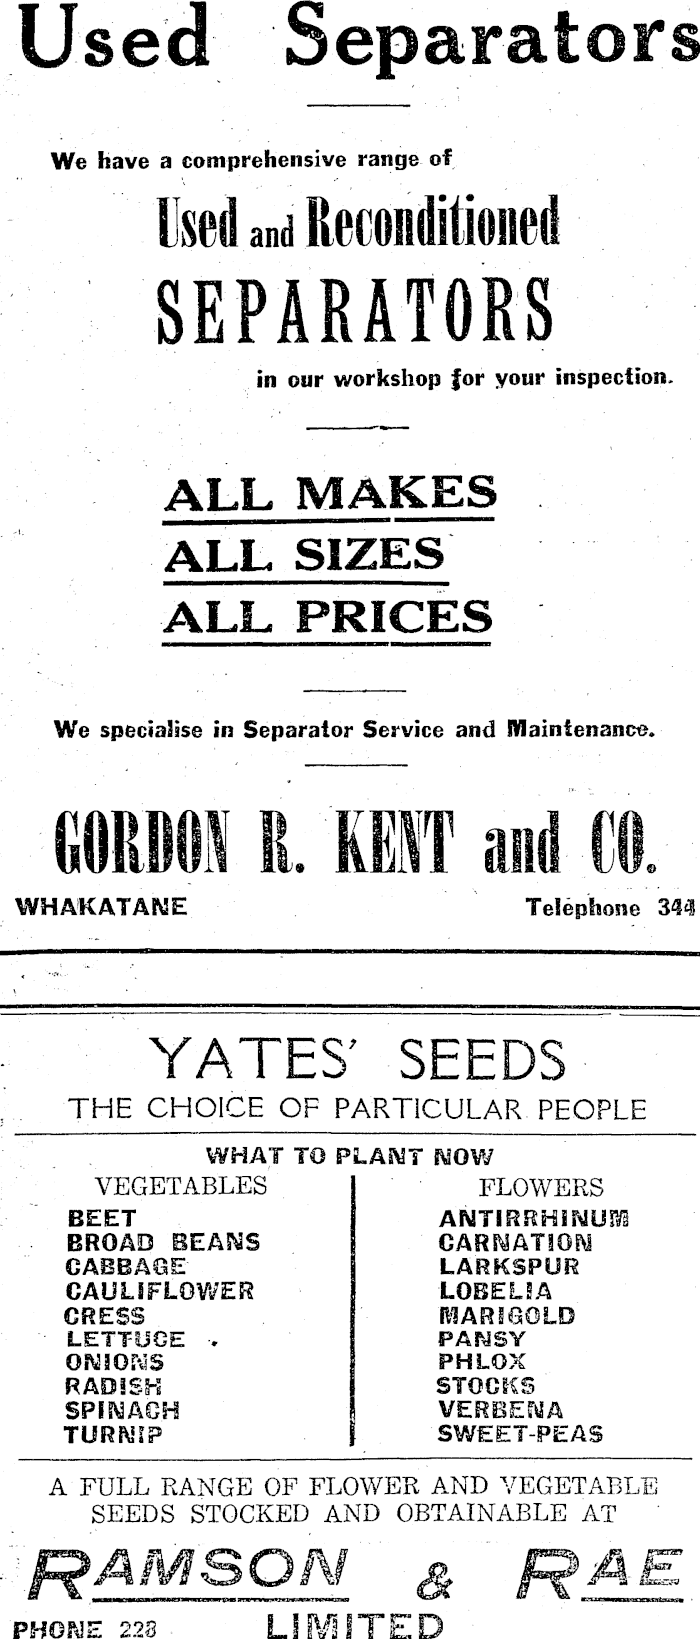 Used Separators
We have a comprehensive range of
Used and Reconditioned
SEPARATORS
in our workshop for your inspection.
ALL MAKES
ALL SIZES
ALL PRICES
We specialise in Separator Service and Maintenance.
GORDON R. KENT and CO.
WHAKATANE Telephone 344
YATES' SEEDS
THE CHOICE OF PARTICULAR PEOPLE
WHAT TO PLANT NOW
VEGETABLES
BEET
BROAD BEANS
CABBAGE
CAULIFLOWER
CRESS
LETTUCE
ONIONS
RADISH
SPINACH
TURNIP
FLOWERS
ANTIRRHINUM
CARNATION
LARKSPUR
LOBELIA
MARIGOLD
PANSY
PHLOX
STOCKS
VERBENA
SWEET-PEAS
A FULL RANGE OF FLOWER AND VEGETABLE
SEEDS STOCKED AND OBTAINABLE AT
RAMSON & RAE
PHONE 228 LIMITED